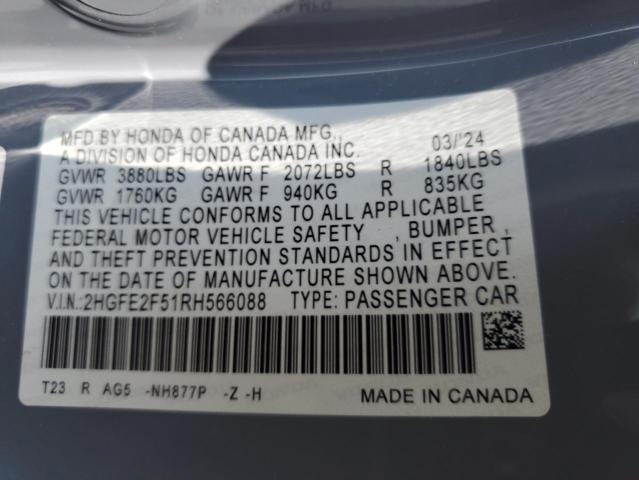 MFD.BY HONDA OF CANADA MFG., 03/'24
A DIVISION OF HONDA CANADA INC.
GVWR 3880LBS GAWR F 2072LBS R 1840LBS
GVWR 1760KG GAWR F 940KG R 835KG
THIS VEHICLE CONFORMS TO ALL APPLICABLE
FEDERAL MOTOR VEHICLE SAFETY , BUMPER ,
AND THEFT PREVENTION STANDARDS IN EFFECT
ON THE DATE OF MANUFACTURE SHOWN ABOVE.
V.I.N.:2HGFE2F51RH566088 TYPE: PASSENGER CAR
T23 R AG5 -NH877P -Z -H
MADE IN CANADA